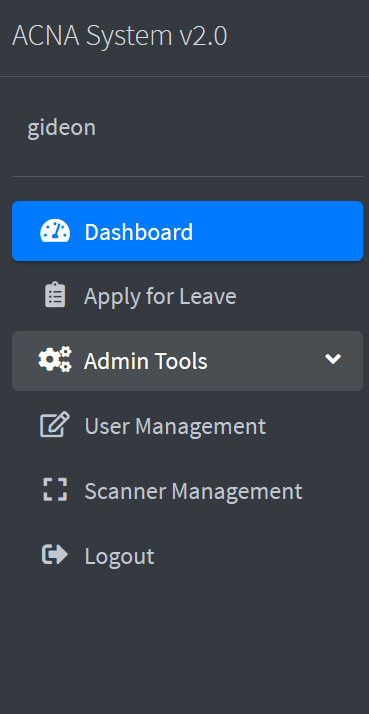 ACNA System v2.0
gideon
Dashboard
Apply for Leave
Admin Tools
User Management
Scanner Management
Logout